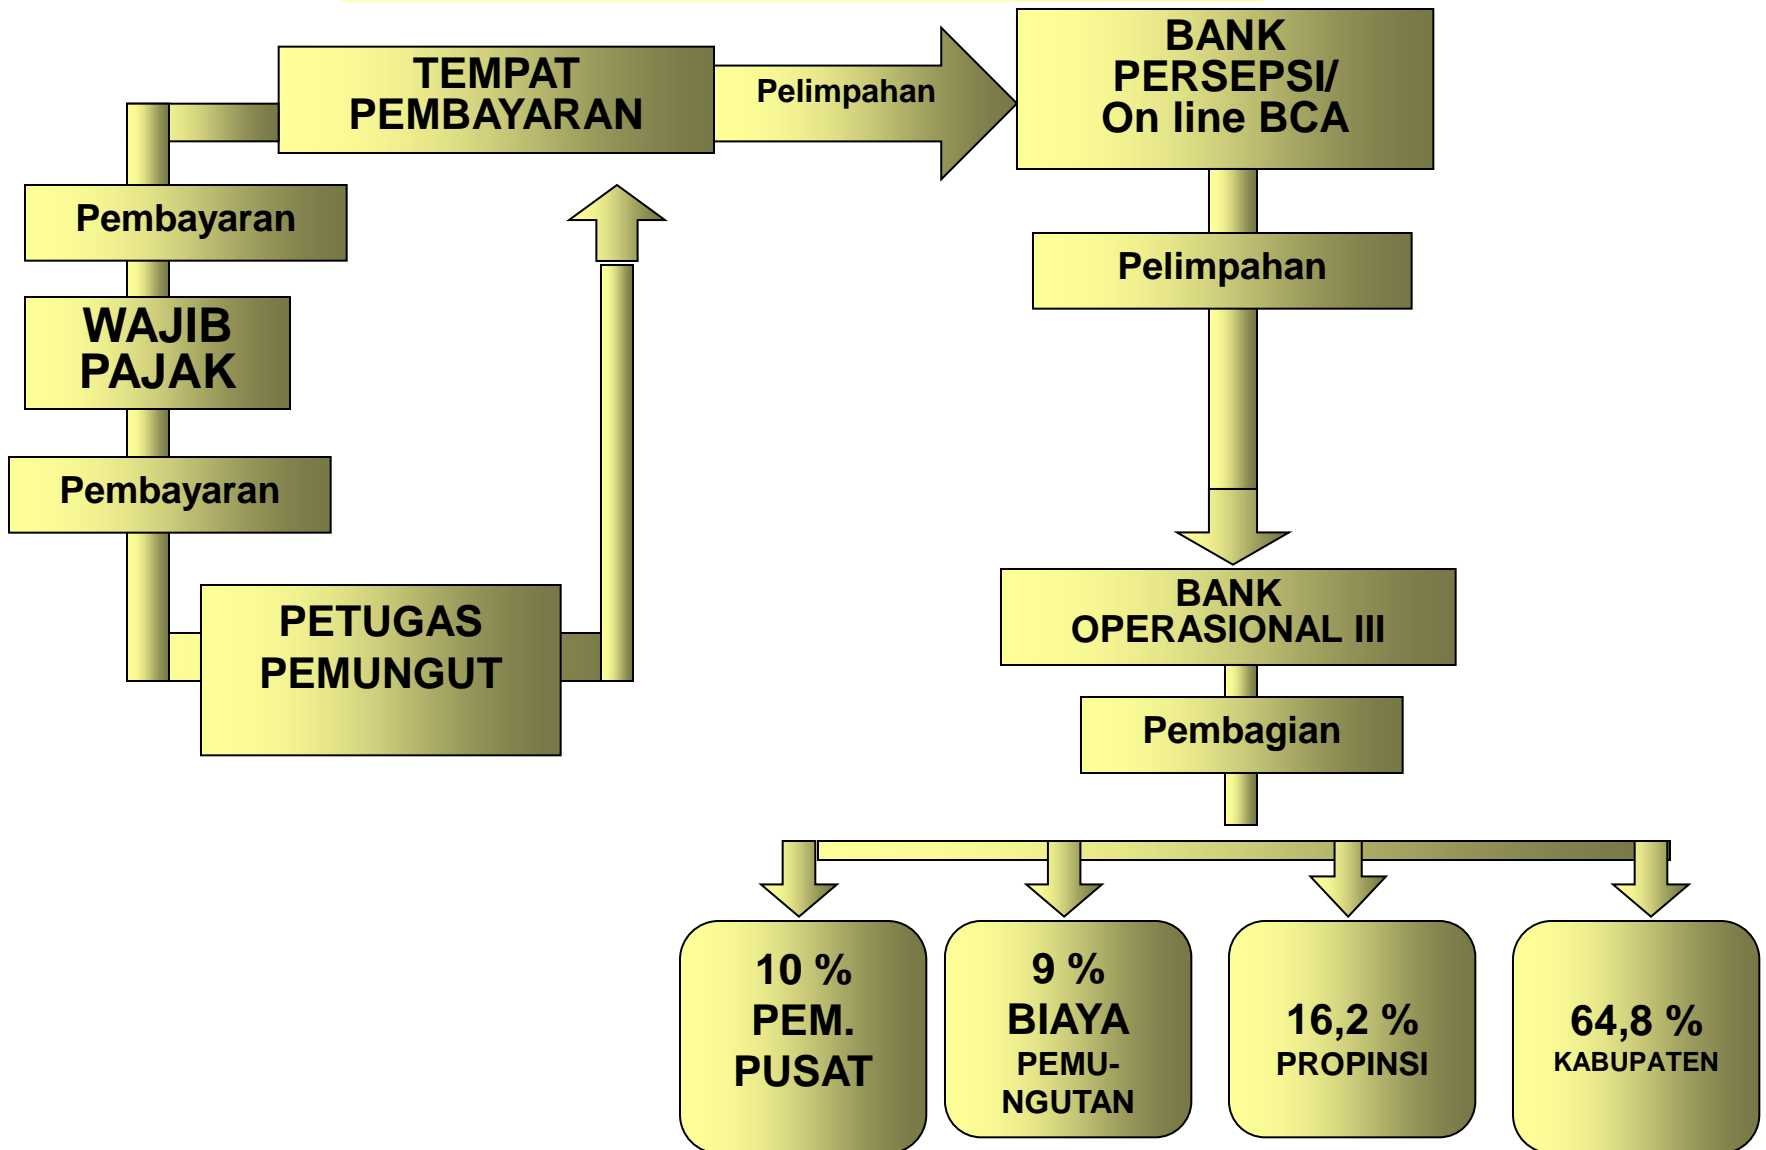 TEMPAT
PEMBAYARAN
Pelimpahan
BANK
PERSEPSI/
On line BCA
Pembayaran
Pelimpahan
WAJIB
PAJAK
Pembayaran
PETUGAS
PEMUNGUT
BANK
OPERASIONAL III
Pembagian
10 %
PEM.
PUSAT
9 %
BIAYA
PEMU-
NGUTAN
16,2 %
PROPINSI
64,8 %
KABUPATEN